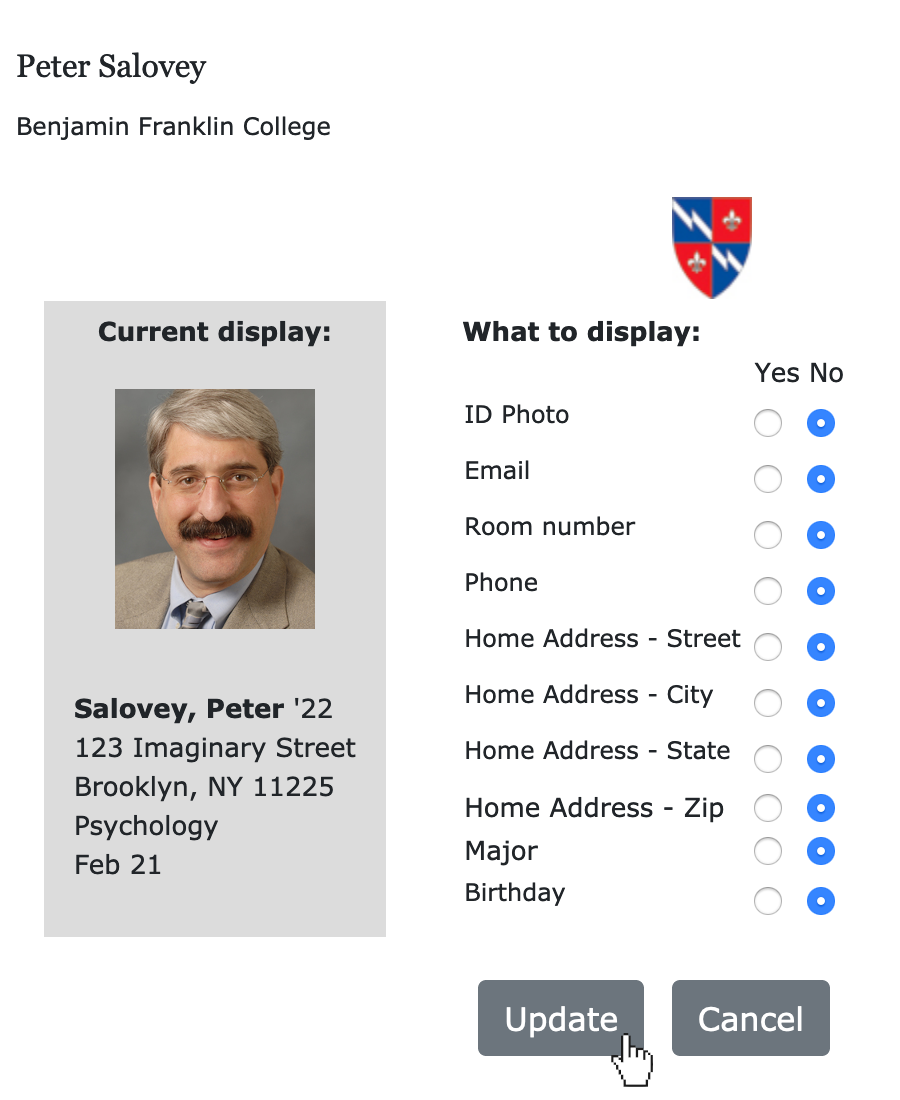 Peter Salovey
Benjamin Franklin College
Current display:
Salovey, Peter '22
123 Imaginary Street
Brooklyn, NY 11225
Psychology
Feb 21
What to display:
Yes No
ID Photo
Email
Room number
Phone
Home Address - Street
Home Address - City
Home Address - State
Home Address - Zip
Major
Birthday
Update Cancel